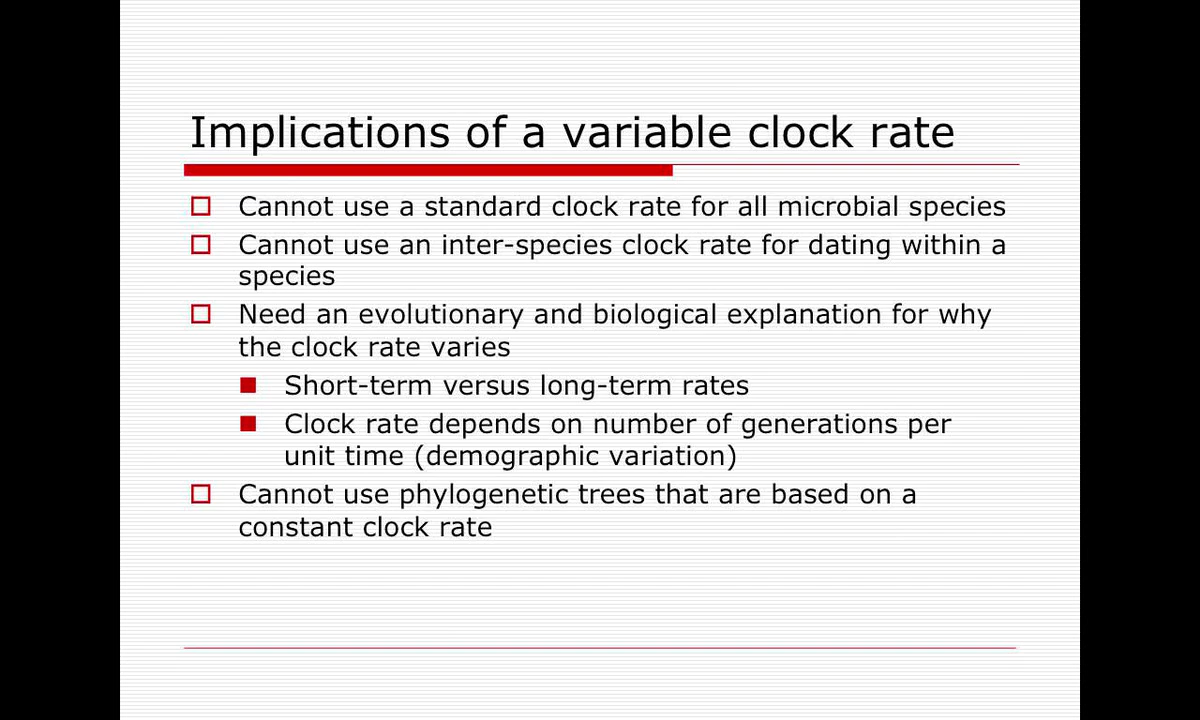 Implications of a variable clock rate
Cannot use a standard clock rate for all microbial species
Cannot use an inter-species clock rate for dating within a
species
Need an evolutionary and biological explanation for why
the clock rate varies
Short-term versus long-term rates
Clock rate depends on number of generations per
unit time (demographic variation)
Cannot use phylogenetic trees that are based on a
constant clock rate